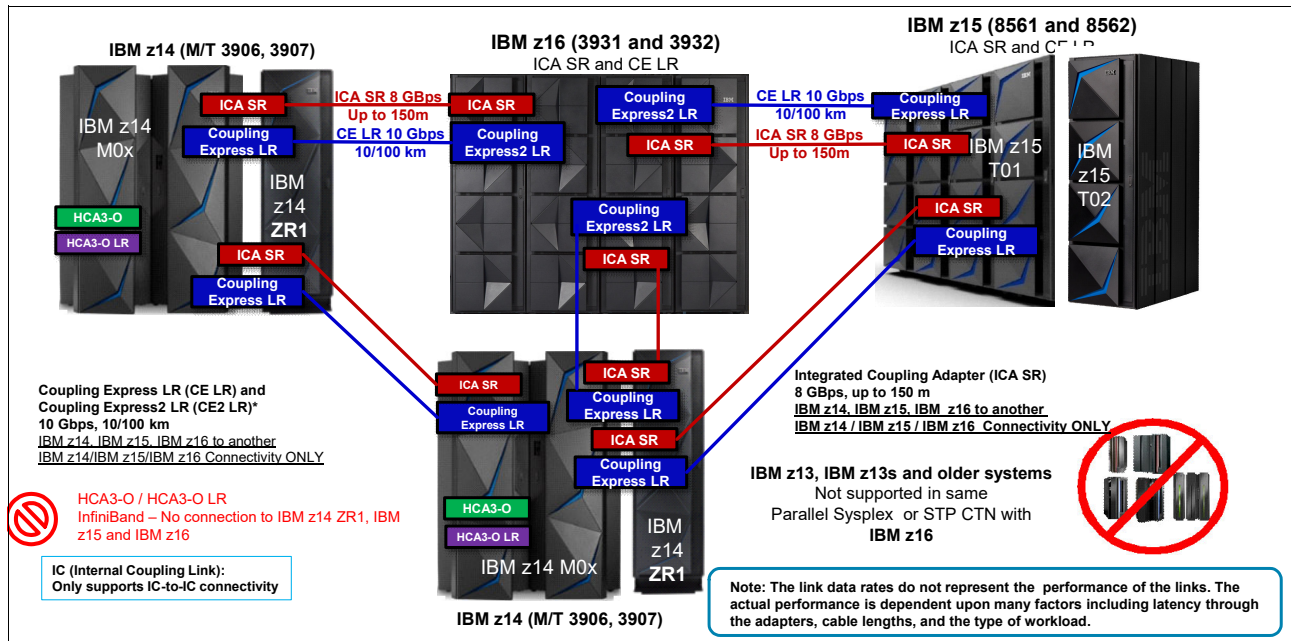 IBM z14 (M/T 3906, 3907)
IBM z16 (3931 and 3932)
ICA SR and CE LR
IBM z15 (8561 and 8562)
ICA SR and CE LR
IBM z14
M0x
ICA SR
Coupling
Express LR
IBM
z14
ZR1
HCA3-O
HCA3-O LR
ICA SR
Coupling
Express LR
ICA SR 8 GBps
Up to 150m
CE LR 10 Gbps
10/100 km
ICA SR
Coupling
Express2 LR
Coupling
Express2 LR
ICA SR
Coupling
Express2 LR
ICA SR
IBM
CE LR 10 Gbps
10/100 km
ICA SR 8 GBps
Up to 150m
Coupling
Express LR
ICA SR
IBM z15
T01
ICA SR
Coupling
Express LR
IBM
z15
T02
ICA SR
Coupling
Express LR
ICA SR
Coupling
Express LR
ICA SR
Coupling
Express LR
HCA3-O
HCA3-O LR
IBM z14 M0x
IBM
z14
ZR1
IBM z14 (M/T 3906, 3907)
Coupling Express LR (CE LR) and
Coupling Express2 LR (CE2 LR)*
10 Gbps, 10/100 km
IBM z14, IBM z15, IBM z16 to another
IBM z14/IBM z15/IBM z16 Connectivity ONLY
HCA3-O / HCA3-O LR
InfiniBand – No connection to IBM z14 ZR1, IBM
z15 and IBM z16
IC (Internal Coupling Link):
Only supports IC-to-IC connectivity
Integrated Coupling Adapter (ICA SR)
8 GBps, up to 150 m
IBM z14, IBM z15, IBM z16 to another
IBM z14 / IBM z15 / IBM z16 Connectivity ONLY
IBM z13, IBM z13s and older systems
Not supported in same
Parallel Sysplex or STP CTN with
IBM z16
Note: The link data rates do not represent the performance of the links. The
actual performance is dependent upon many factors including latency through
the adapters, cable lengths, and the type of workload.